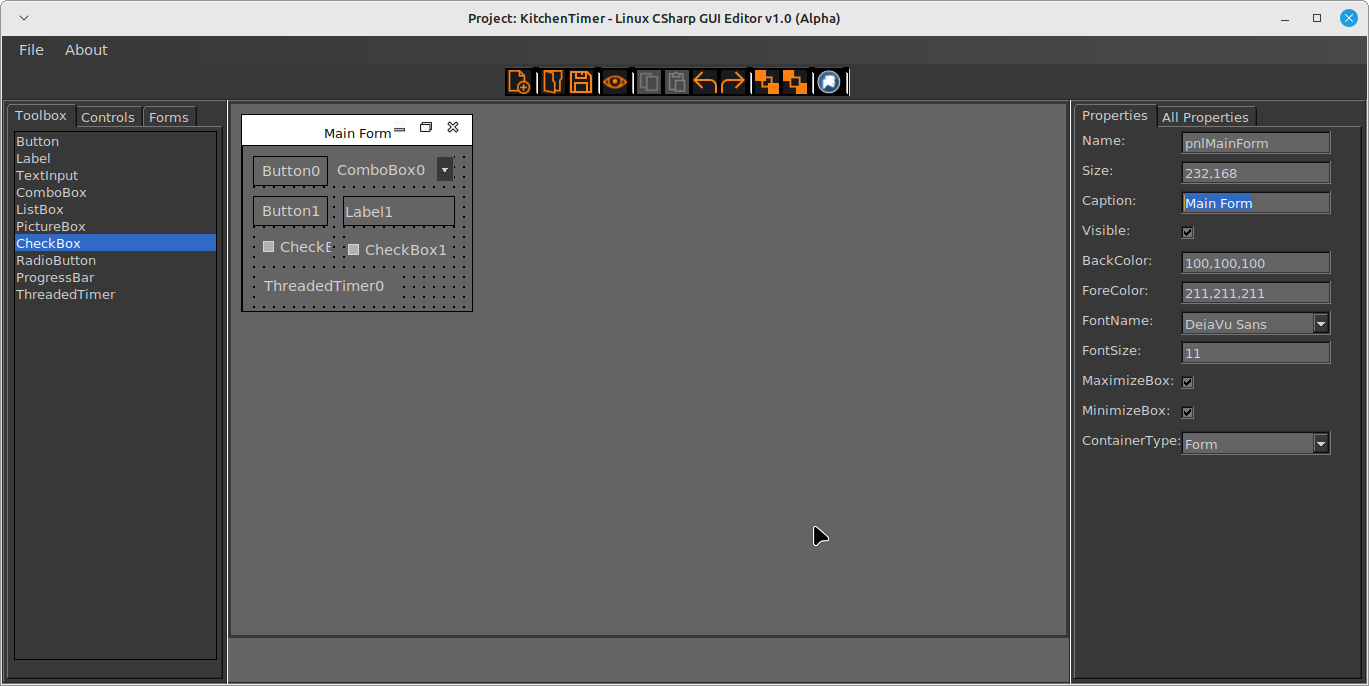 Project: KitchenTimer - Linux CSharp GUI Editor v1.0 (Alpha)
File About
Toolbox Controls Forms
Button
Label
TextInput
ComboBox
ListBox
PictureBox
CheckBox
RadioButton
ProgressBar
ThreadedTimer
Main Form
Button0 ComboBox0
Button1 Label1
CheckB CheckBox1
ThreadedTimer0
Properties All Properties
Name: pnlMainForm
Size: 232,168
Caption: Main Form
Visible:
BackColor: 100,100,100
ForeColor: 211,211,211
FontName: DejaVu Sans
FontSize: 11
MaximizeBox:
MinimizeBox:
ContainerType: Form